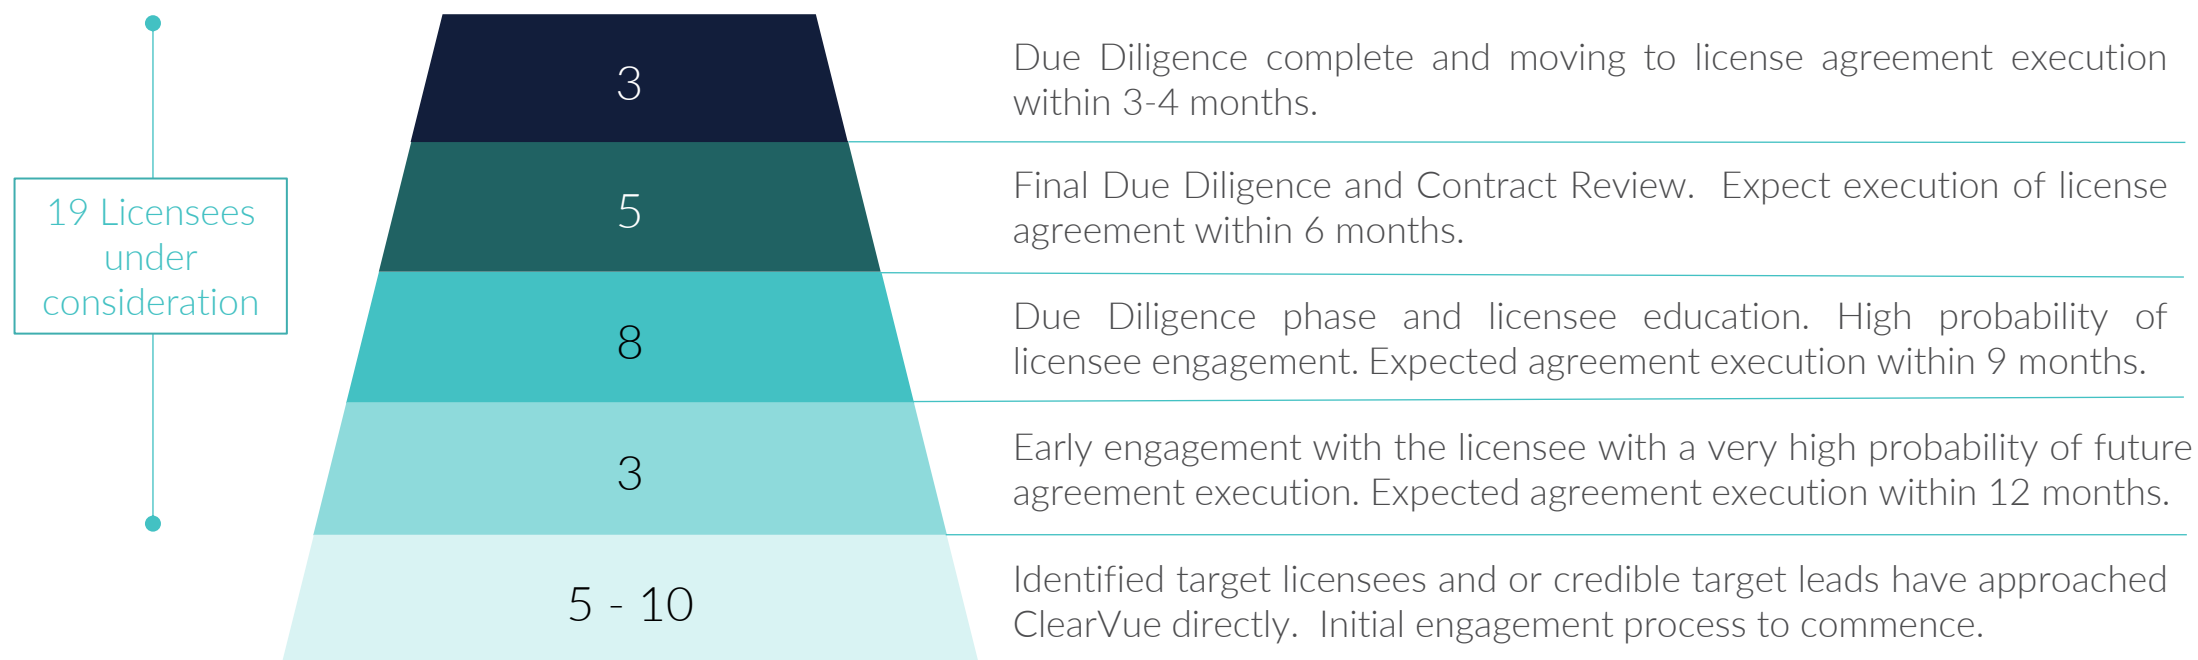 19 Licensees
under
consideration
3
Due Diligence complete and moving to license agreement execution
within 3-4 months.
5
Final Due Diligence and Contract Review. Expect execution of license
agreement within 6 months.
8
Due Diligence phase and licensee education. High probability of
licensee engagement. Expected agreement execution within 9 months.
3
Early engagement with the licensee with a very high probability of future
agreement execution. Expected agreement execution within 12 months.
5 - 10
Identified target licensees and or credible target leads have approached
ClearVue directly. Initial engagement process to commence.